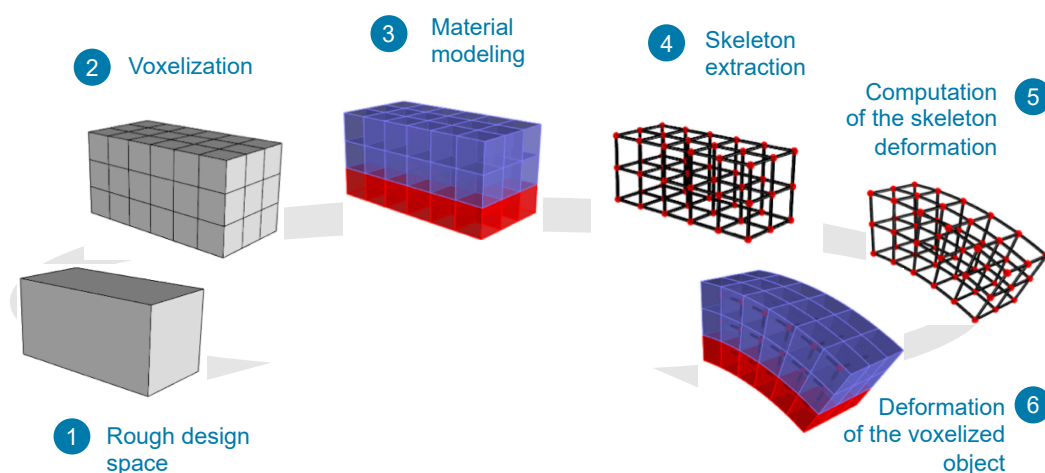 1
Rough design
space
2
Voxelization
3
Material
modeling
4
Skeleton
extraction
5
Computation
of the skeleton
deformation
6
Deformation
of the voxelized
object